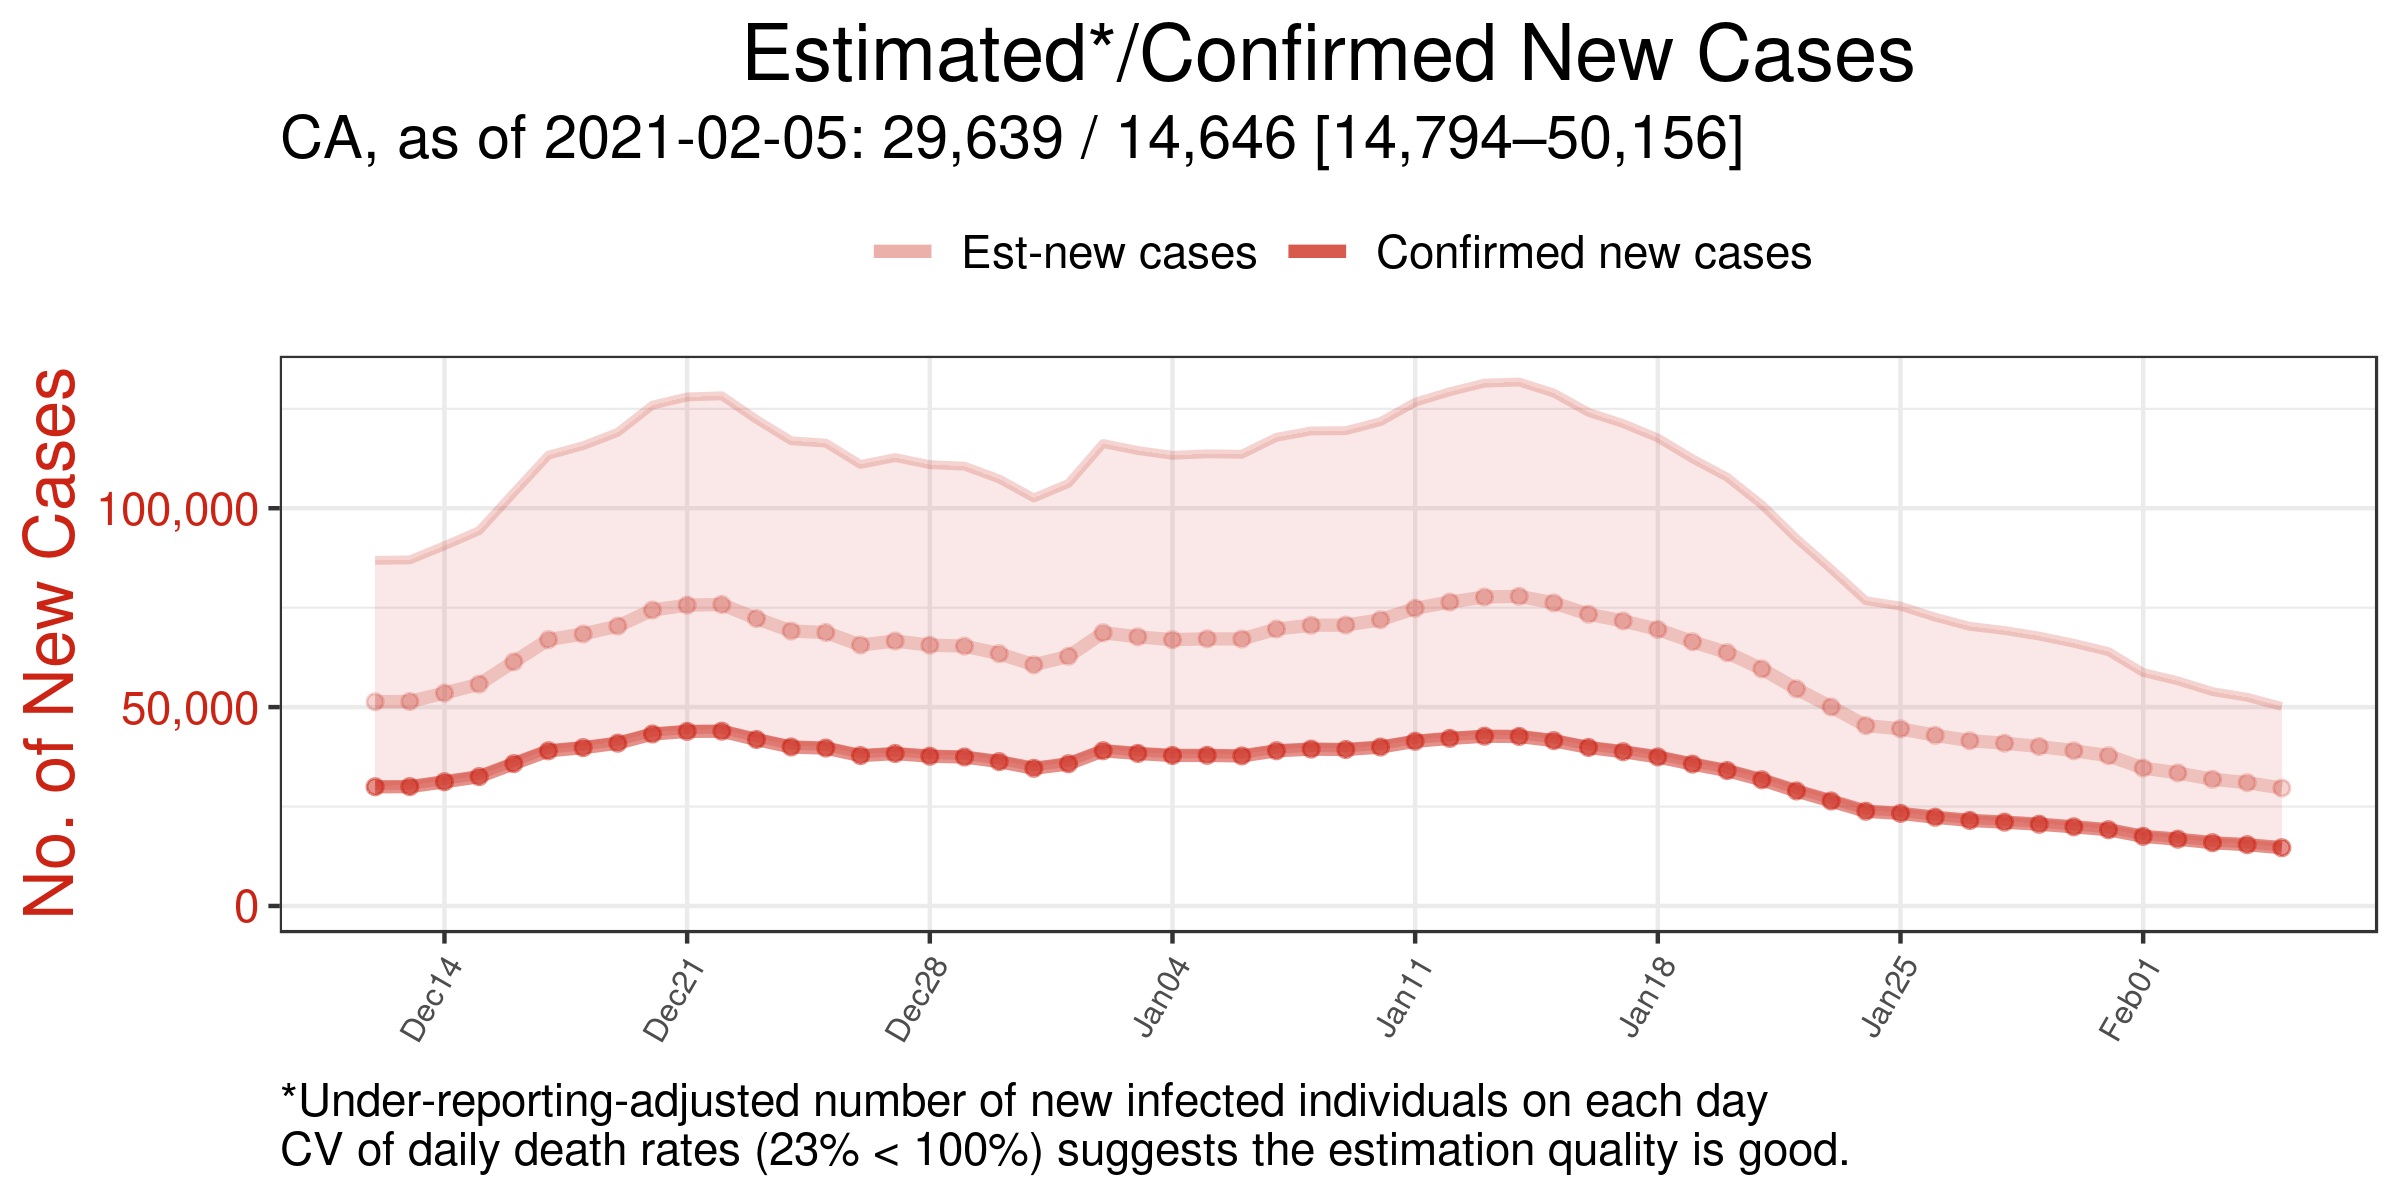 Estimated*/Confirmed New Cases
CA, as of 2021-02-05: 29,639 / 14,646 [14,794–50,156]
Est-new cases Confirmed new cases
No. of New Cases
100,000
50,000
0
Dec14 Dec21 Dec28 Jan04 Jan11 Jan18 Jan25 Feb01
*Under-reporting-adjusted number of new infected individuals on each day
CV of daily death rates (23% < 100%) suggests the estimation quality is good.